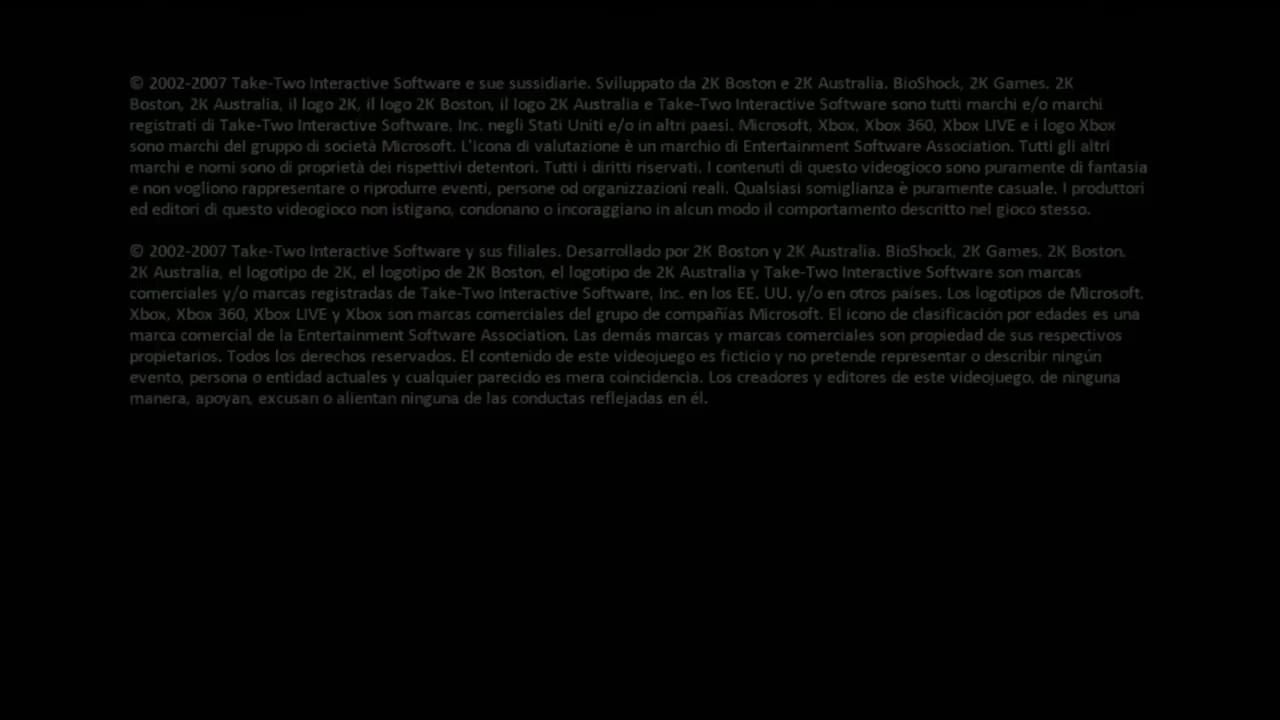 © 2002-2007 Take-Two Interactive Software e sue sussidiarie. Sviluppato da 2K Boston e 2K Australia. BioShock, 2K Games, 2K
Boston, 2K Australia, il logo 2K, il logo 2K Boston, il logo 2K Australia e Take-Two Interactive Software sono tutti marchi e/o marchi
registrati di Take-Two Interactive Software, Inc. negli Stati Uniti e/o in altri paesi. Microsoft, Xbox, Xbox 360, Xbox LIVE e i logo Xbox
sono marchi del gruppo di società Microsoft. L'icona di valutazione è un marchio di Entertainment Software Association. Tutti gli altri
marchi e nomi sono di proprietà dei rispettivi detentori. Tutti i diritti riservati. I contenuti di questo videogioco sono puramente di fantasia
e non vogliono rappresentare o riprodurre eventi, persone od organizzazioni reali. Qualsiasi somiglianza è puramente casuale. I produttori
ed editori di questo videogioco non istigano, condonano o incoraggiano in alcun modo il comportamento descritto nel gioco stesso.
© 2002-2007 Take-Two Interactive Software y sus filiales. Desarrollado por 2K Boston y 2K Australia. BioShock, 2K Games, 2K Boston,
2K Australia, el logotipo de 2K, el logotipo de 2K Boston, el logotipo de 2K Australia y Take-Two Interactive Software son marcas
comerciales y/o marcas registradas de Take-Two Interactive Software, Inc. en los EE. UU. y/o en otros países. Los logotipos de Microsoft,
Xbox, Xbox 360, Xbox LIVE y Xbox son marcas comerciales del grupo de compañías Microsoft. El icono de clasificación por edades es una
marca comercial de la Entertainment Software Association. Las demás marcas y marcas comerciales son propiedad de sus respectivos
propietarios. Todos los derechos reservados. El contenido de este videojuego es ficticio y no pretende representar o describir ningún
evento, persona o entidad actuales y cualquier parecido es mera coincidencia. Los creadores y editores de este videojuego, de ninguna
manera, apoyan, excusan o alientan ninguna de las conductas reflejadas en él.